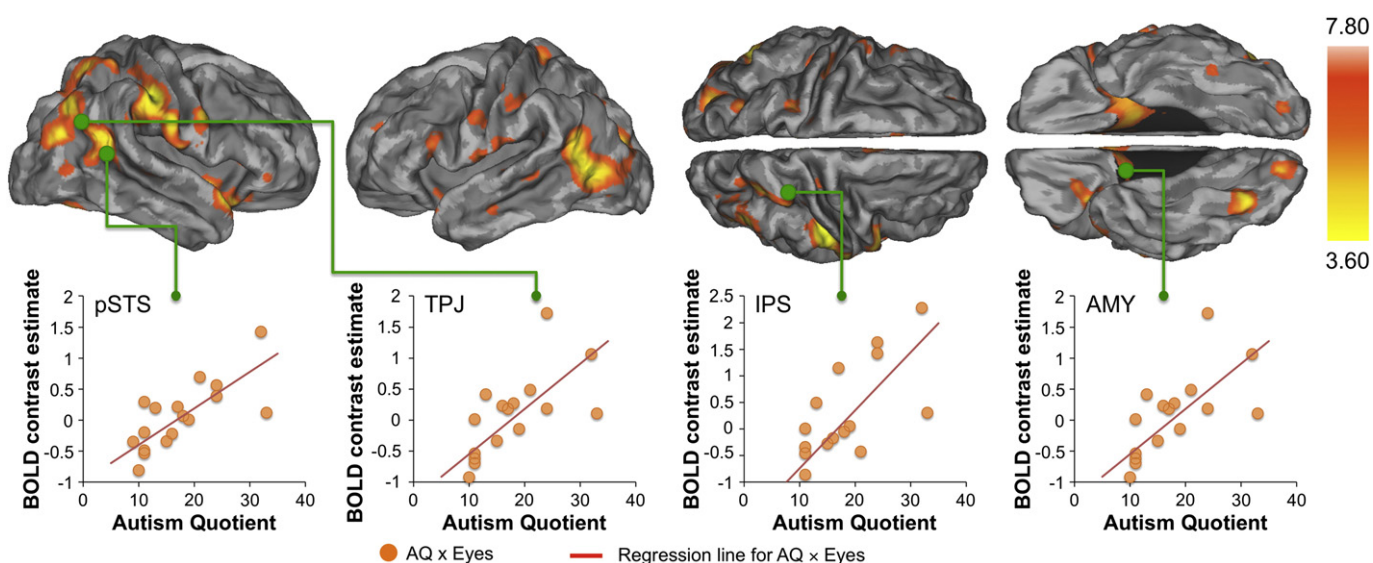 7.80
3.60
pSTS
BOLD contrast estimate
2
1.5
1
0.5
0
-0.5
-1
0 10 20 30 40
Autism Quotient
TPJ
BOLD contrast estimate
2
1.5
1
0.5
0
-0.5
-1
0 10 20 30 40
Autism Quotient
IPS
BOLD contrast estimate
2.5
2
1.5
1
0.5
0
-0.5
-1
0 10 20 30 40
Autism Quotient
AMY
BOLD contrast estimate
2
1.5
1
0.5
0
-0.5
-1
0 10 20 30 40
Autism Quotient
AQ x Eyes
Regression line for AQ × Eyes